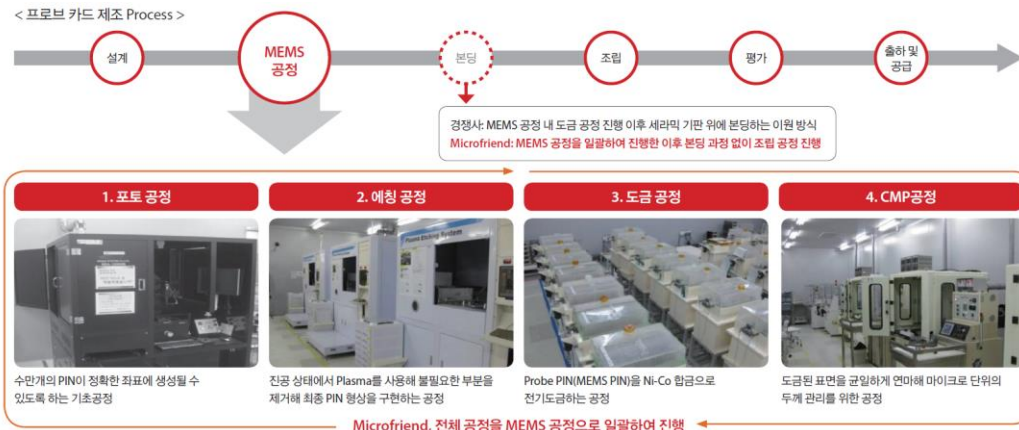 < 프로브 카드 제조 Process >
설계
MEMS
공정
본딩
조립
평가
출하 및
공급
경쟁사: MEMS 공정 내 도금 공정 진행 이후 세라믹 기판 위에 본딩하는 이원 방식
Microfriend: MEMS 공정을 일괄하여 진행한 이후 본딩 과정 없이 조립 공정 진행
1. 포토 공정
2. 에칭 공정
3. 도금 공정
4. CMP공정
Plasma Etching System
수만개의 PIN이 정확한 좌표에 생성될 수
있도록 하는 기초공정
진공 상태에서 Plasma를 사용해 불필요한 부분을
제거해 최종 PIN 형상을 구현하는 공정
Probe PIN(MEMS PIN)을 Ni-Co 합금으로
전기도금하는 공정
도금된 표면을 균일하게 연마해 마이크로 단위의
두께 관리를 위한 공정
Microfriend, 전체 공정을 MEMS 공정으로 일괄하여 진행